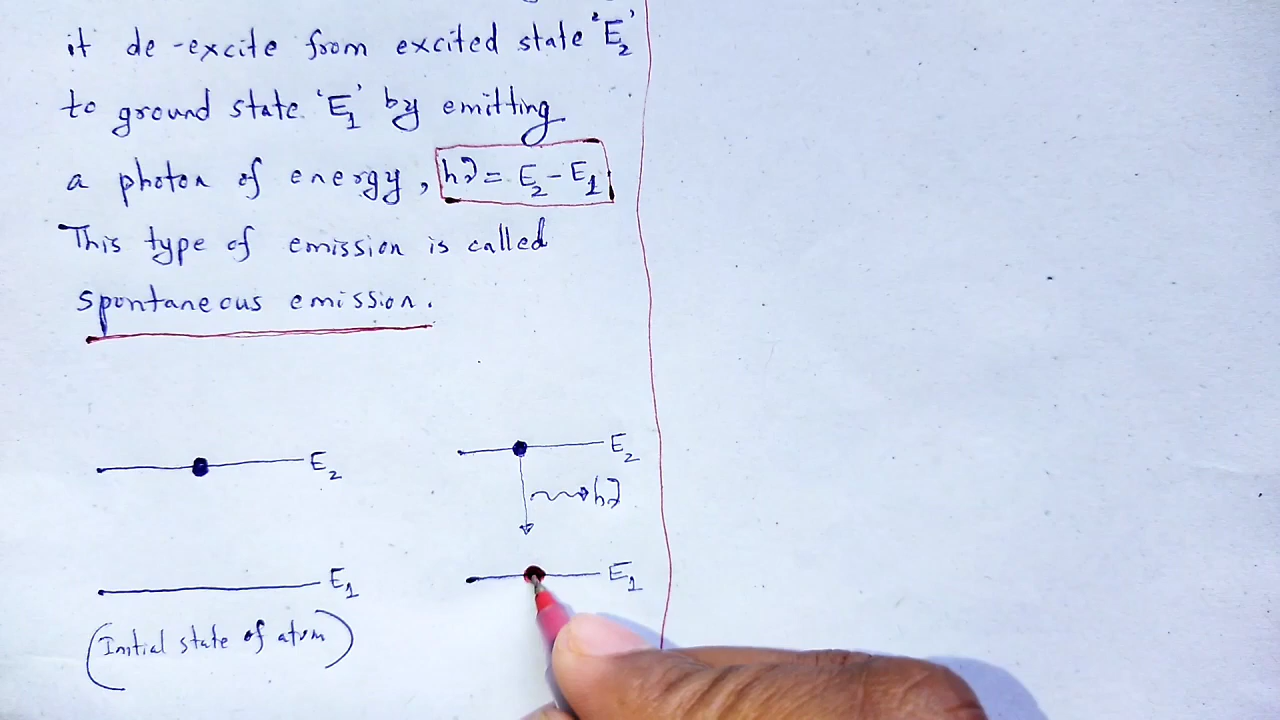 it de-excite from excited state 'E₂'
to ground state 'E₁' by emitting
a photon of energy, hν = E₂ - E₁
This type of emission is called
spontaneous emission.
E₂
E₂
hν
E₁
E₁
(Initial state of atom)